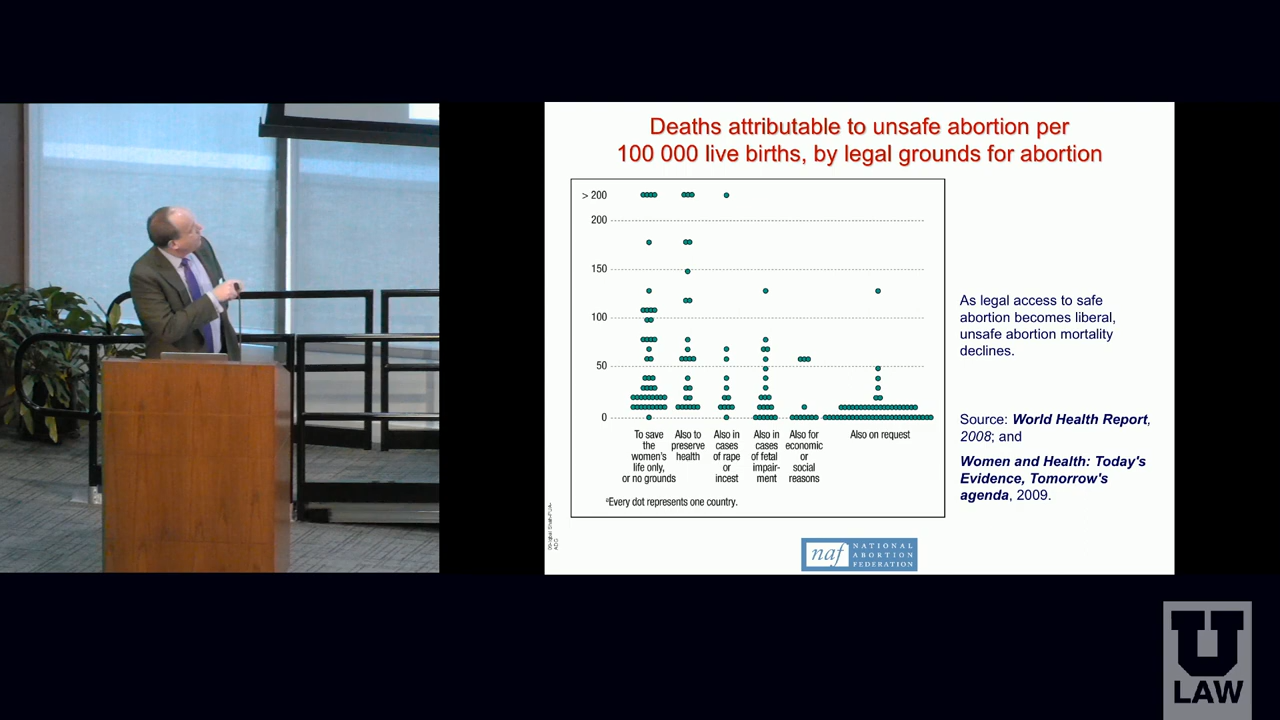 Deaths attributable to unsafe abortion per
100 000 live births, by legal grounds for abortion
> 200
200
150
100
50
0
To save
the
women's
life only,
or no grounds
Also to
preserve
health
Also in
cases
of rape
or
incest
Also in
cases
of fetal
impair-
ment
Also for
economic
or
social
reasons
Also on request
ªEvery dot represents one country.
As legal access to safe
abortion becomes liberal,
unsafe abortion mortality
declines.
Source: World Health Report,
2008; and
Women and Health: Today's
Evidence, Tomorrow's
agenda, 2009.
naf
NATIONAL
ABORTION
FEDERATION
U
LAW